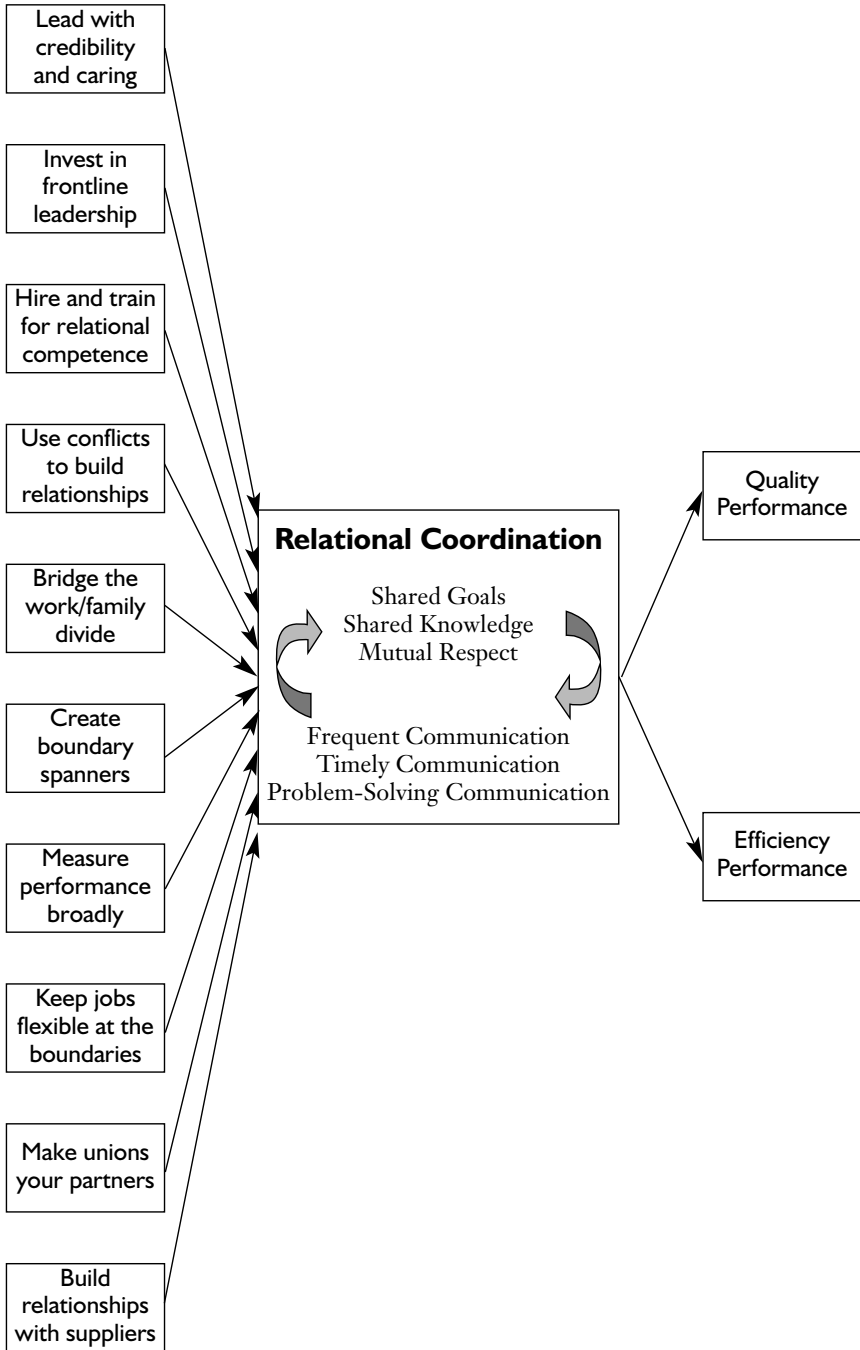 Lead with
credibility
and caring
Invest in
frontline
leadership
Hire and train
for relational
competence
Use conflicts
to build
relationships
Bridge the
work/family
divide
Create
boundary
spanners
Measure
performance
broadly
Keep jobs
flexible at the
boundaries
Make unions
your partners
Build
relationships
with suppliers
Relational Coordination
Shared Goals
Shared Knowledge
Mutual Respect
Frequent Communication
Timely Communication
Problem-Solving Communication
Quality
Performance
Efficiency
Performance